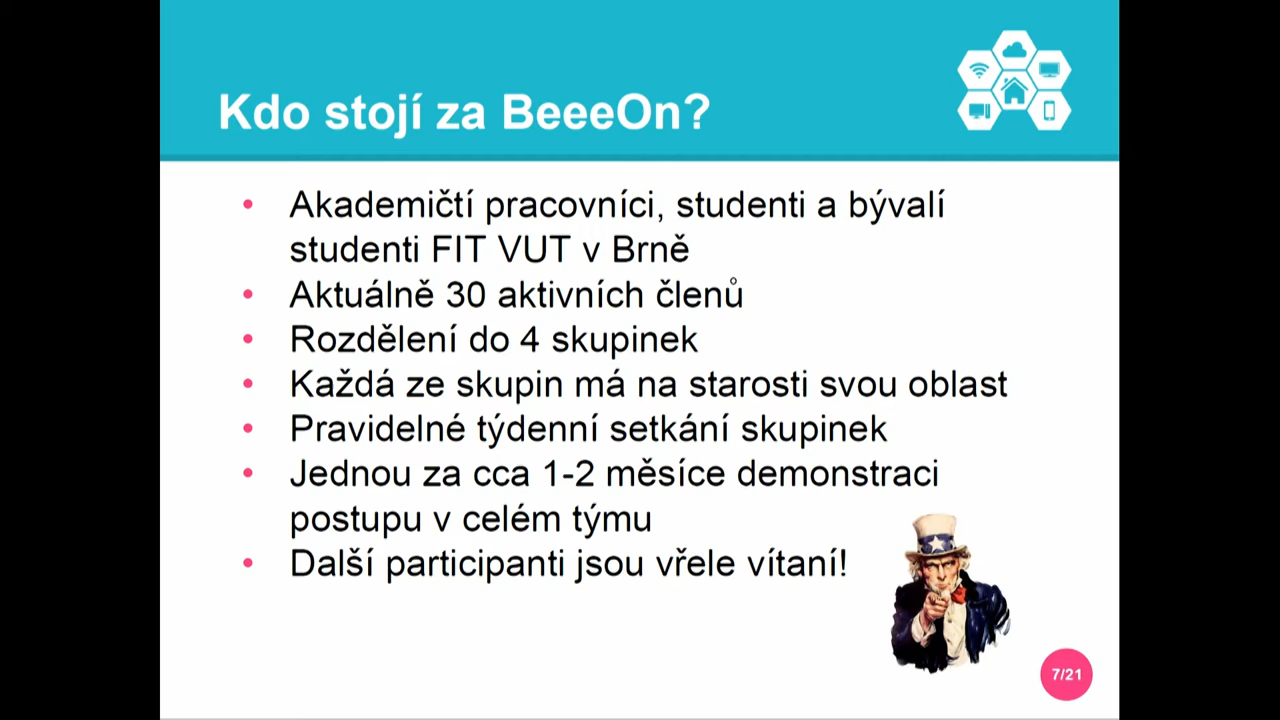 Kdo stojí za BeeeOn?
• Akademičtí pracovníci, studenti a bývalí
studenti FIT VUT v Brně
• Aktuálně 30 aktivních členů
• Rozdělení do 4 skupinek
• Každá ze skupin má na starosti svou oblast
• Pravidelné týdenní setkání skupinek
• Jednou za cca 1-2 měsíce demonstraci
postupu v celém týmu
• Další participanti jsou vřele vítaní!
7/21